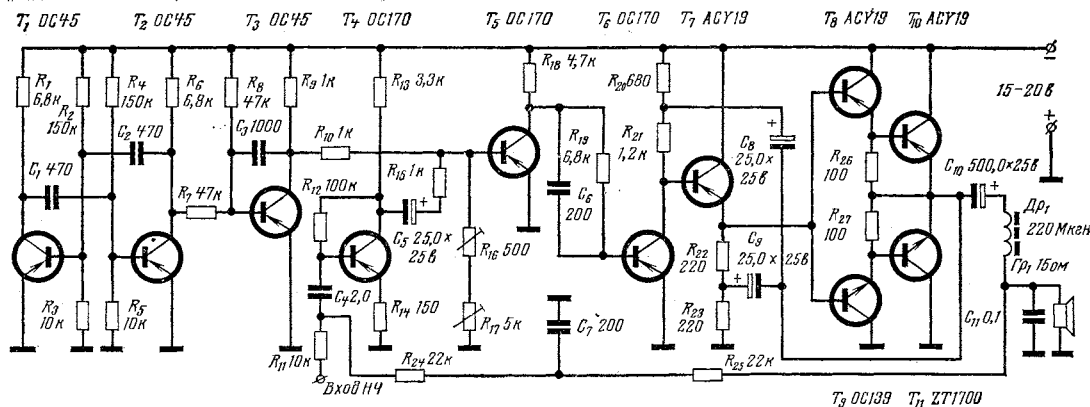 T₁ OC45 T₂ OC45 T₃ OC45 T₄ OC170 T₅ OC170 T₆ OC170 T₇ ACY19 T₈ ACY19 T₁₀ ACY19
R₁ 6,8к
R₂ 150к
R₄ 150к
R₆ 6,8к
R₈ 47к
R₉ 1к
R₁₃ 3,3к
R₁₈ 4,7к
R₂₀ 680
15-20в
C₂ 470
C₃ 1000
R₁₀ 1к
R₁₉ 6,8к
R₂₁ 1,2к
C₈ 25,0× 25в
R₂₆ 100
C₁₀ 500,0×25в
C₁ 470
R₇ 47к
R₁₂ 100к
R₁₅ 1к
C₅ 25,0× 25в
R₁₆ 500
C₆ 200
R₂₂ 220
C₉ 25,0×25в
R₂₇ 100
Др₁ 220 Мкгн
Гр₁ 15ом
R₃ 10к
R₅ 10к
C₄ 2,0
R₁₄ 150
R₁₇ 5к
C₇ 200
R₂₃ 220
C₁₁ 0,1
R₁₁ 10к
R₂₄ 22к
R₂₅ 22к
Вход НЧ
T₉ OC139 T₁₁ ZT1700